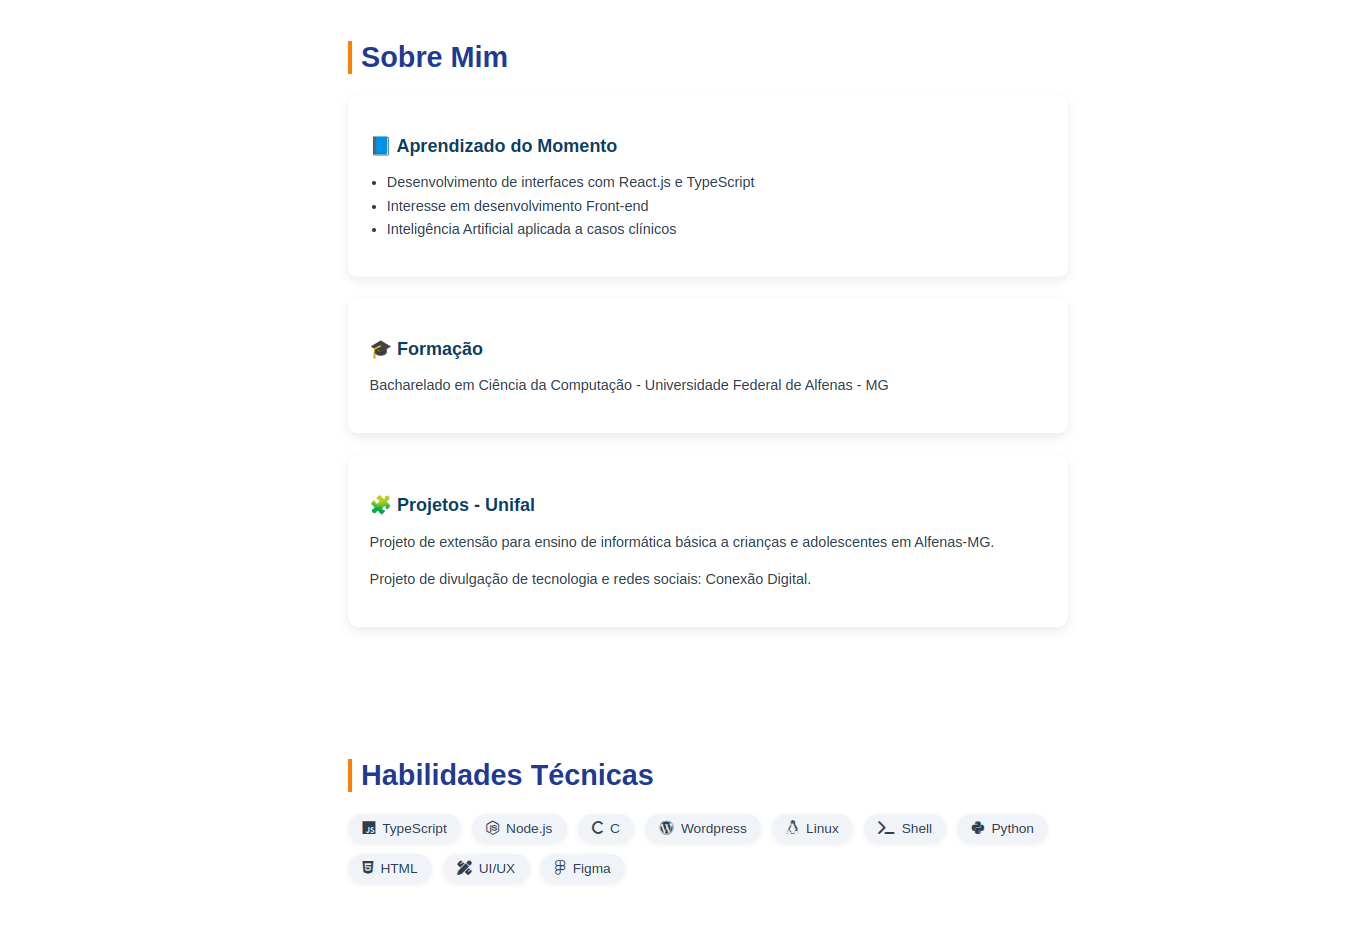 Sobre Mim
📘 Aprendizado do Momento
• Desenvolvimento de interfaces com React.js e TypeScript
• Interesse em desenvolvimento Front-end
• Inteligência Artificial aplicada a casos clínicos
🎓 Formação
Bacharelado em Ciência da Computação - Universidade Federal de Alfenas - MG
🧩 Projetos - Unifal
Projeto de extensão para ensino de informática básica a crianças e adolescentes em Alfenas-MG.
Projeto de divulgação de tecnologia e redes sociais: Conexão Digital.
Habilidades Técnicas
TypeScript Node.js C Wordpress Linux Shell Python
HTML UI/UX Figma